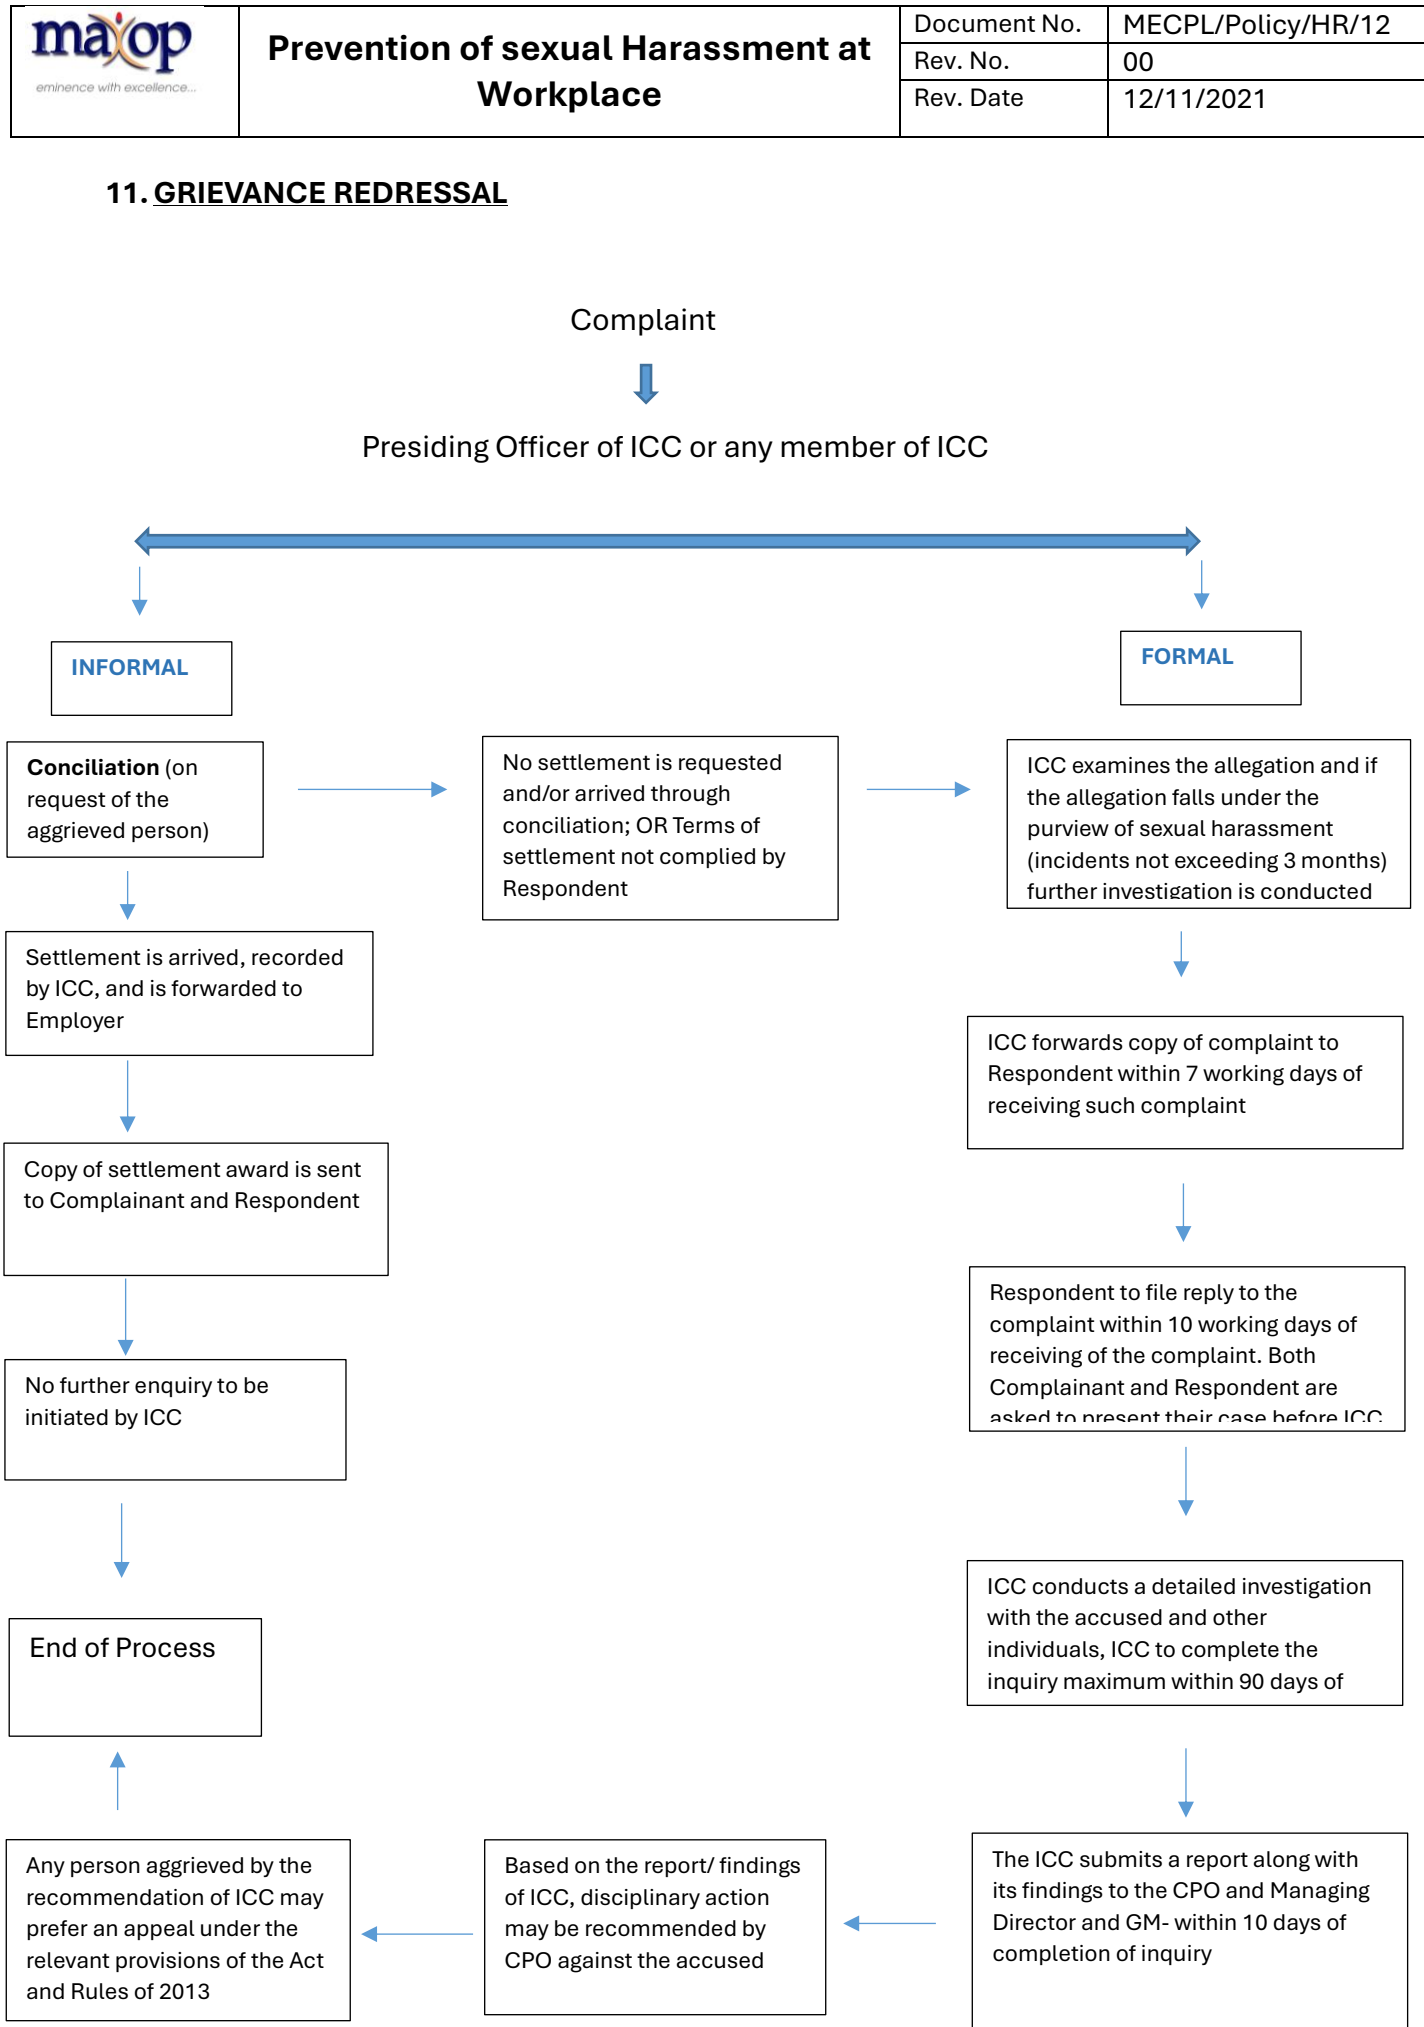 maxop
eminence with excellence...
Prevention of sexual Harassment at
Workplace
Document No.
MECPL/Policy/HR/12
Rev. No.
00
Rev. Date
12/11/2021
11. GRIEVANCE REDRESSAL
Complaint
Presiding Officer of ICC or any member of ICC
INFORMAL
FORMAL
Conciliation (on
request of the
aggrieved person)
No settlement is requested
and/or arrived through
conciliation; OR Terms of
settlement not complied by
Respondent
ICC examines the allegation and if
the allegation falls under the
purview of sexual harassment
(incidents not exceeding 3 months)
further investigation is conducted
Settlement is arrived, recorded
by ICC, and is forwarded to
Employer
ICC forwards copy of complaint to
Respondent within 7 working days of
receiving such complaint
Copy of settlement award is sent
to Complainant and Respondent
Respondent to file reply to the
complaint within 10 working days of
receiving of the complaint. Both
Complainant and Respondent are
asked to present their case before ICC
No further enquiry to be
initiated by ICC
ICC conducts a detailed investigation
with the accused and other
individuals, ICC to complete the
inquiry maximum within 90 days of
End of Process
Any person aggrieved by the
recommendation of ICC may
prefer an appeal under the
relevant provisions of the Act
and Rules of 2013
Based on the report/ findings
of ICC, disciplinary action
may be recommended by
CPO against the accused
The ICC submits a report along with
its findings to the CPO and Managing
Director and GM- within 10 days of
completion of inquiry